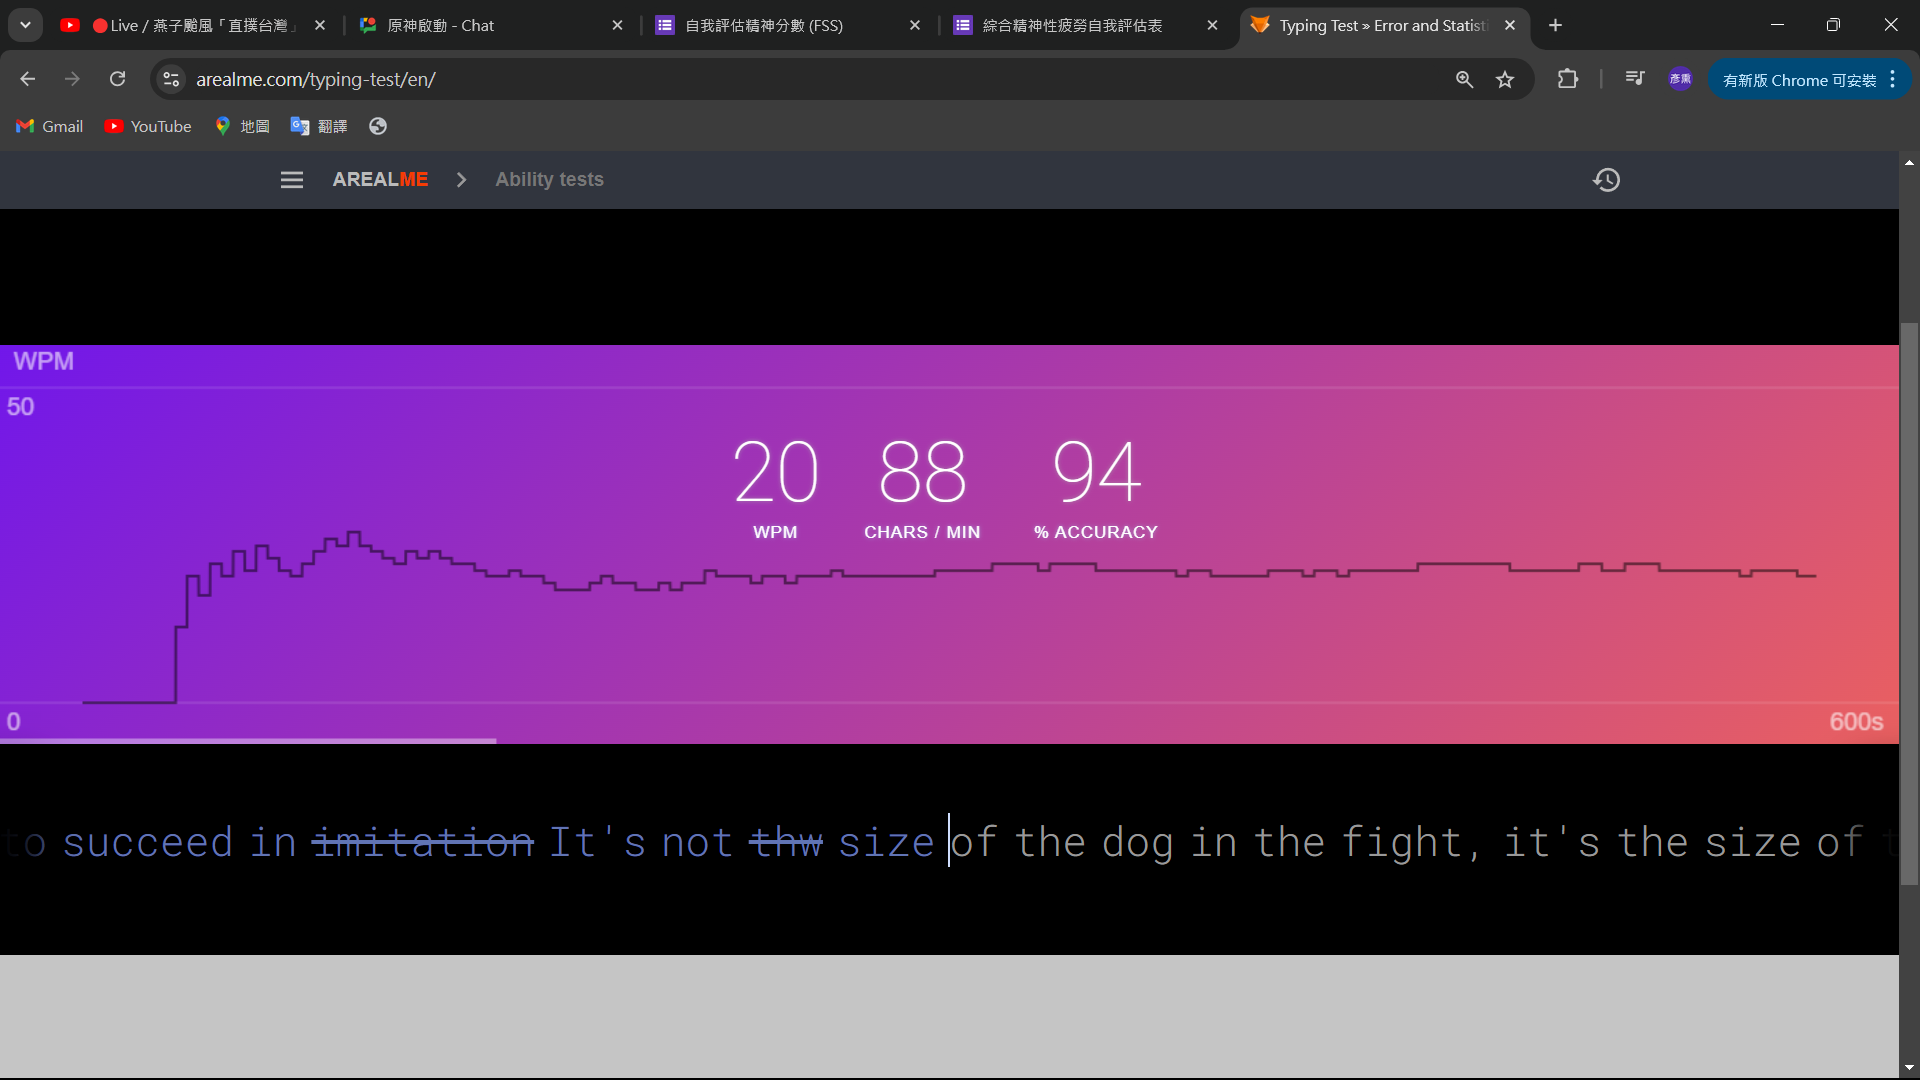 Live / 燕子颱風「直撲台灣」
原神啟動 - Chat
自我評估精神分數 (FSS)
綜合精神性疲勞自我評估表
Typing Test » Error and Statisti
arealme.com/typing-test/en/
彥熏
有新版 Chrome 可安裝
Gmail
YouTube
地圖
翻譯
AREALME
Ability tests
WPM
50
20 88 94
WPM CHARS / MIN % ACCURACY
0
600s
to succeed in imitation It's not thw size of the dog in the fight, it's the size of t